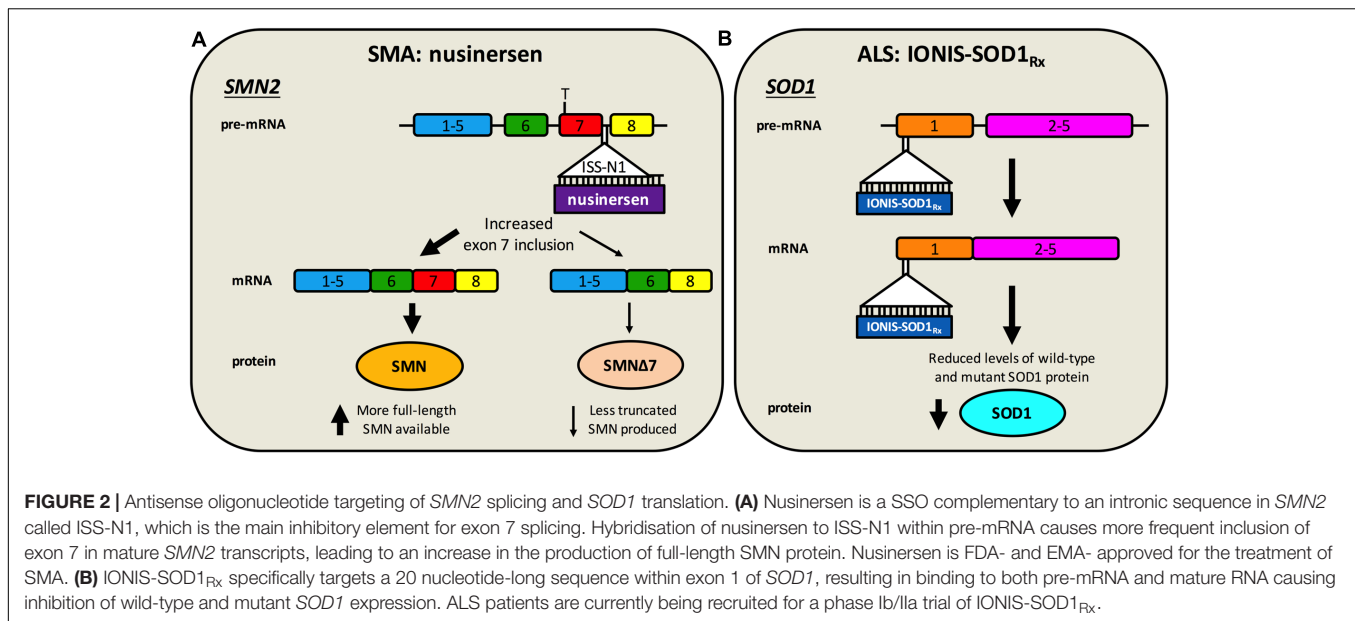 A
SMA: nusinersen
SMN2
T
pre-mRNA
1-5 6 7 8
ISS-N1
nusinersen
Increased
exon 7 inclusion
mRNA
1-5 6 7 8
1-5 6 8
protein
SMN
SMNΔ7
More full-length
SMN available
Less truncated
SMN produced
B
ALS: IONIS-SOD1Rx
SOD1
pre-mRNA
1 2-5
IONIS-SOD1Rx
mRNA
1 2-5
IONIS-SOD1Rx
Reduced levels of wild-type
and mutant SOD1 protein
protein
SOD1
FIGURE 2 | Antisense oligonucleotide targeting of SMN2 splicing and SOD1 translation. (A) Nusinersen is a SSO complementary to an intronic sequence in SMN2
called ISS-N1, which is the main inhibitory element for exon 7 splicing. Hybridisation of nusinersen to ISS-N1 within pre-mRNA causes more frequent inclusion of
exon 7 in mature SMN2 transcripts, leading to an increase in the production of full-length SMN protein. Nusinersen is FDA- and EMA- approved for the treatment of
SMA. (B) IONIS-SOD1Rx specifically targets a 20 nucleotide-long sequence within exon 1 of SOD1, resulting in binding to both pre-mRNA and mature RNA causing
inhibition of wild-type and mutant SOD1 expression. ALS patients are currently being recruited for a phase Ib/IIa trial of IONIS-SOD1Rx.